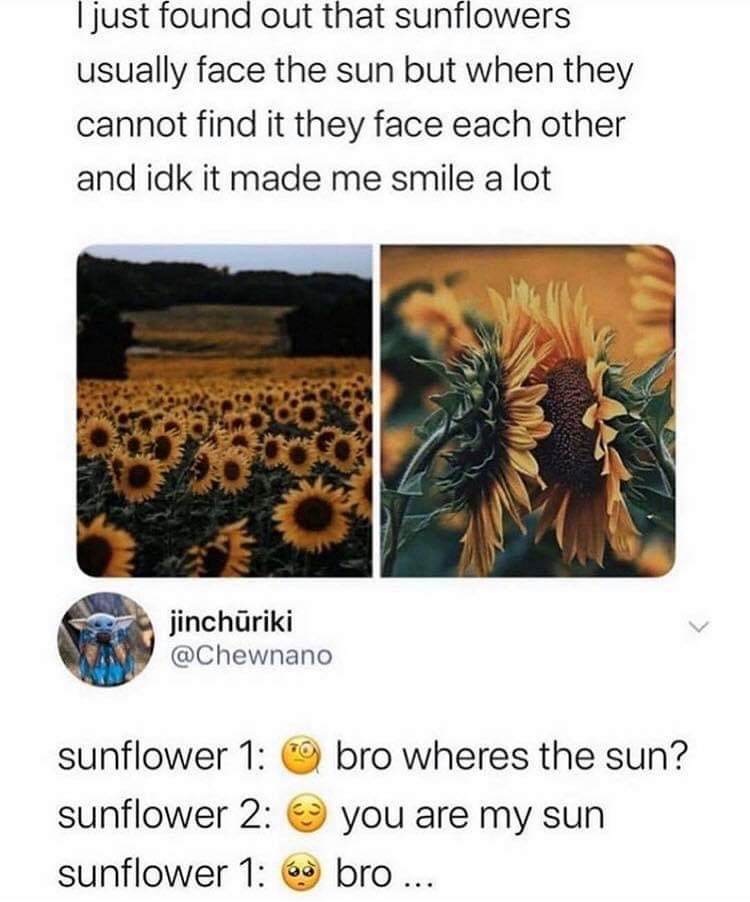 I just found out that sunflowers
usually face the sun but when they
cannot find it they face each other
and idk it made me smile a lot
jinchūriki
@Chewnano
sunflower 1: 🧐 bro wheres the sun?
sunflower 2: 😌 you are my sun
sunflower 1: 🥺 bro ...